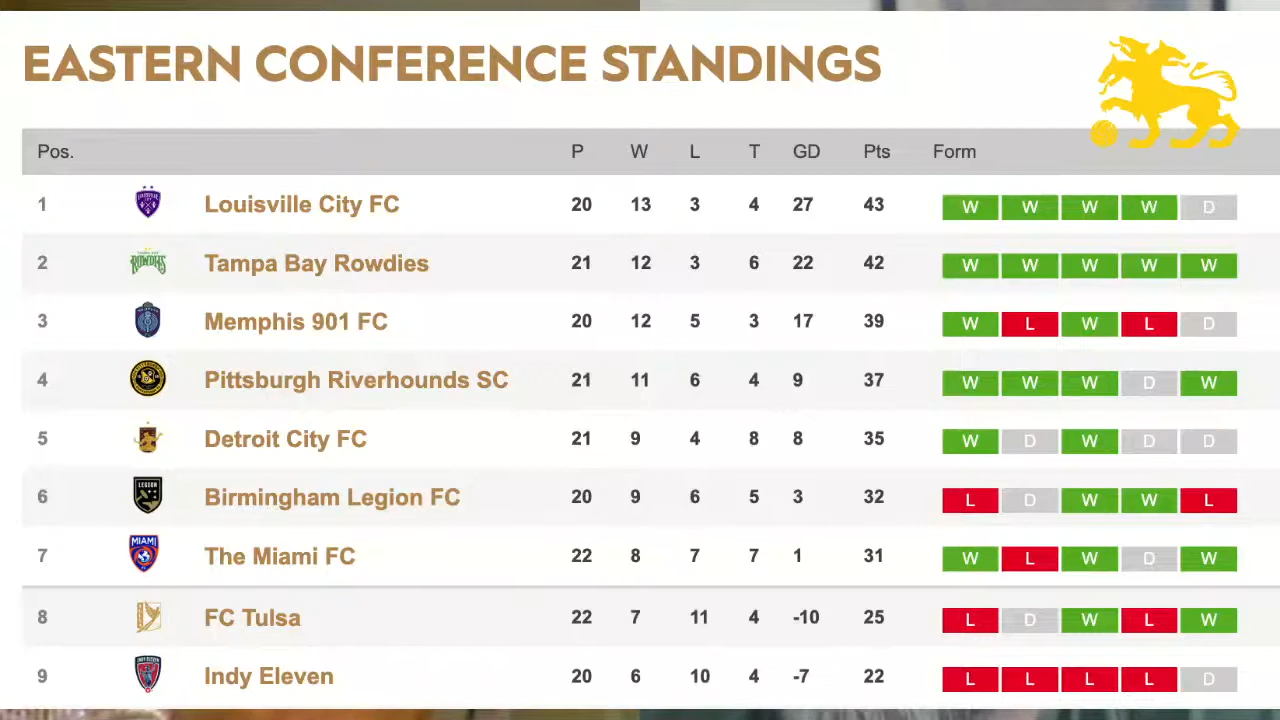 EASTERN CONFERENCE STANDINGS
Pos. P W L T GD Pts Form
1 Louisville City FC 20 13 3 4 27 43 W W W W D
2 ROWDIES Tampa Bay Rowdies 21 12 3 6 22 42 W W W W W
3 Memphis 901 FC 20 12 5 3 17 39 W L W L D
4 Pittsburgh Riverhounds SC 21 11 6 4 9 37 W W W D W
5 Detroit City FC 21 9 4 8 8 35 W D W D D
6 LEGION Birmingham Legion FC 20 9 6 5 3 32 L D W W L
7 MIAMI The Miami FC 22 8 7 7 1 31 W L W D W
8 FC Tulsa 22 7 11 4 -10 25 L D W L W
9 INDY ELEVEN Indy Eleven 20 6 10 4 -7 22 L L L L D